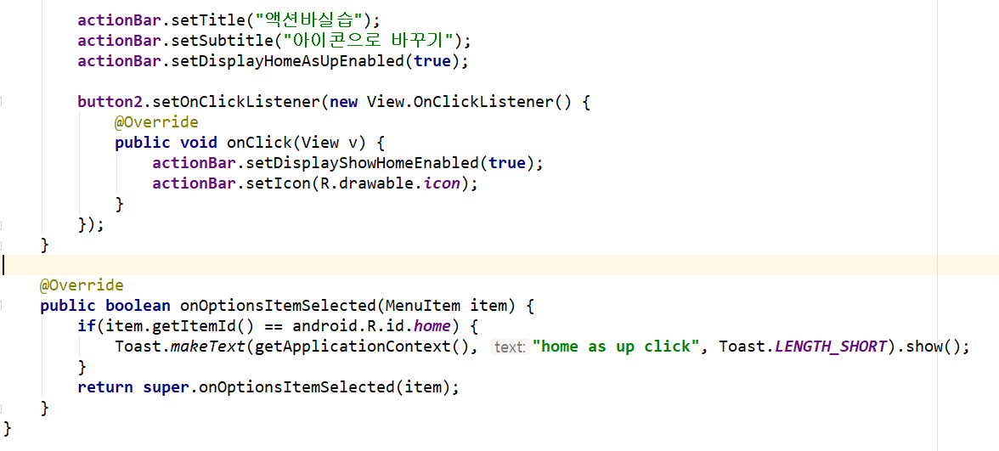 actionBar.setTitle("액션바실습");
actionBar.setSubtitle("아이콘으로 바꾸기");
actionBar.setDisplayHomeAsUpEnabled(true);
button2.setOnClickListener(new View.OnClickListener() {
@Override
public void onClick(View v) {
actionBar.setDisplayShowHomeEnabled(true);
actionBar.setIcon(R.drawable.icon);
}
});
}
@Override
public boolean onOptionsItemSelected(MenuItem item) {
if(item.getItemId() == android.R.id.home) {
Toast.makeText(getApplicationContext(), text: "home as up click", Toast.LENGTH_SHORT).show();
}
return super.onOptionsItemSelected(item);
}
}